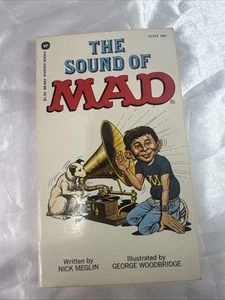 THE
SOUND OF
MAD
Written by
NICK MEGLIN
Illustrated by
GEORGE WOODBRIDGE